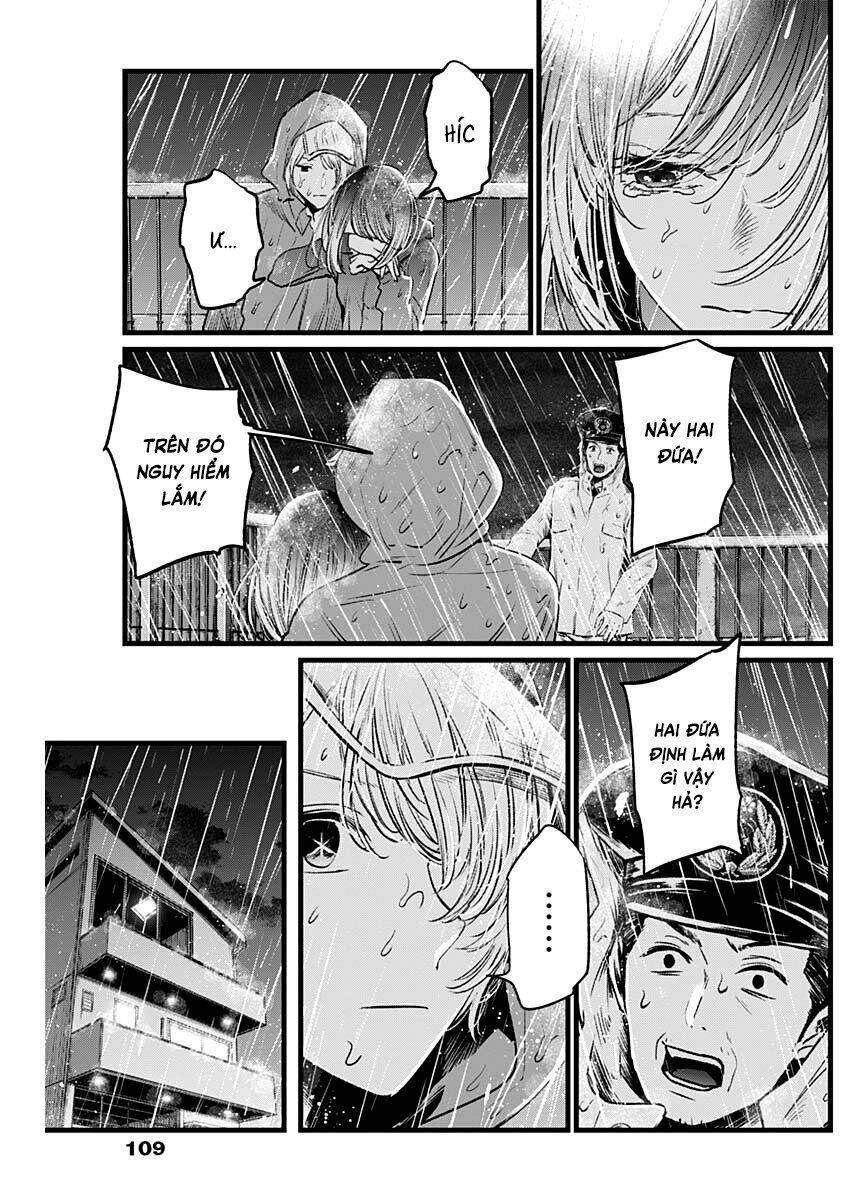 HÍC
Ư...
NÀY HAI
ĐỨA!
TRÊN ĐÓ
NGUY HIỂM
LẮM!
HAI ĐỨA
ĐỊNH LÀM
GÌ VẬY
HẢ?
......
109